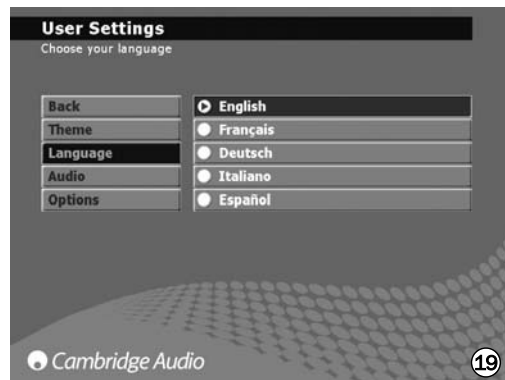 User Settings
Choose your language
Back
Theme
Language
Audio
Options
English
Français
Deutsch
Italiano
Español
Cambridge Audio
19